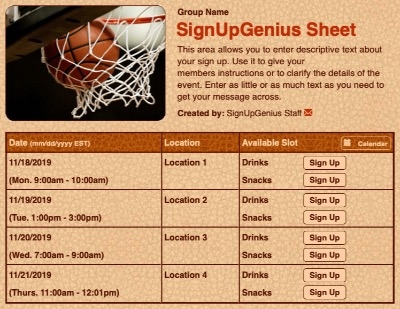 Group Name
SignUpGenius Sheet
This area allows you to enter descriptive text about
your sign up. Use it to give your
members instructions or to clarify the details of the
event. Enter as little or as much text as you need to
get your message across.
Created by: SignUpGenius Staff
Date (mm/dd/yyyy EST) Location Available Slot Calendar
11/18/2019 Location 1 Drinks Sign Up
(Mon. 9:00am - 10:00am) Snacks Sign Up
11/19/2019 Location 2 Drinks Sign Up
(Tue. 1:00pm - 3:00pm) Snacks Sign Up
11/20/2019 Location 3 Drinks Sign Up
(Wed. 7:00am - 9:00am) Snacks Sign Up
11/21/2019 Location 4 Drinks Sign Up
(Thurs. 11:00am - 12:01pm) Snacks Sign Up